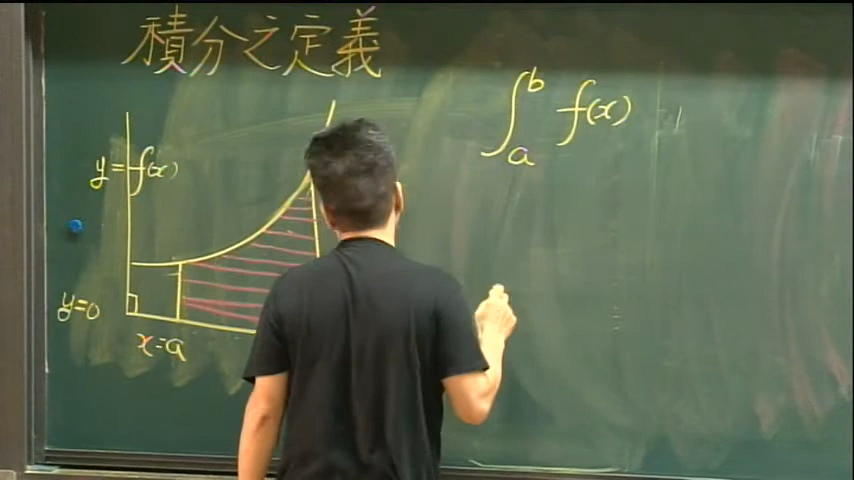 積分之定義
∫_a^b f(x)
y=f(x)
y=0
x=a